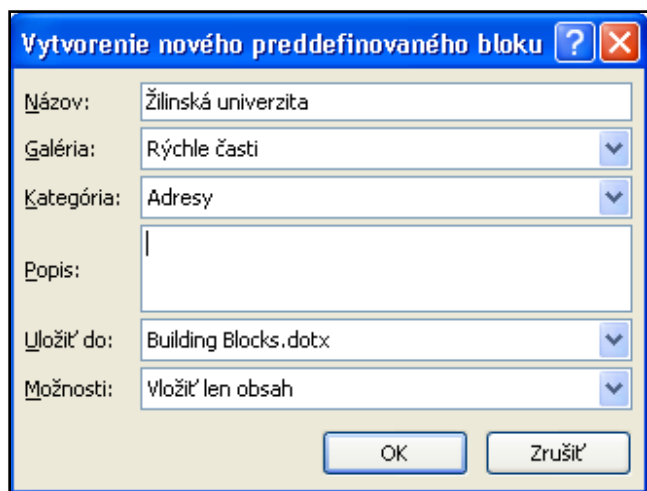 Vytvorenie nového preddefinovaného bloku
Názov: Žilinská univerzita
Galéria: Rýchle časti
Kategória: Adresy
Popis:
Uložiť do: Building Blocks.dotx
Možnosti: Vložiť len obsah
OK Zrušiť